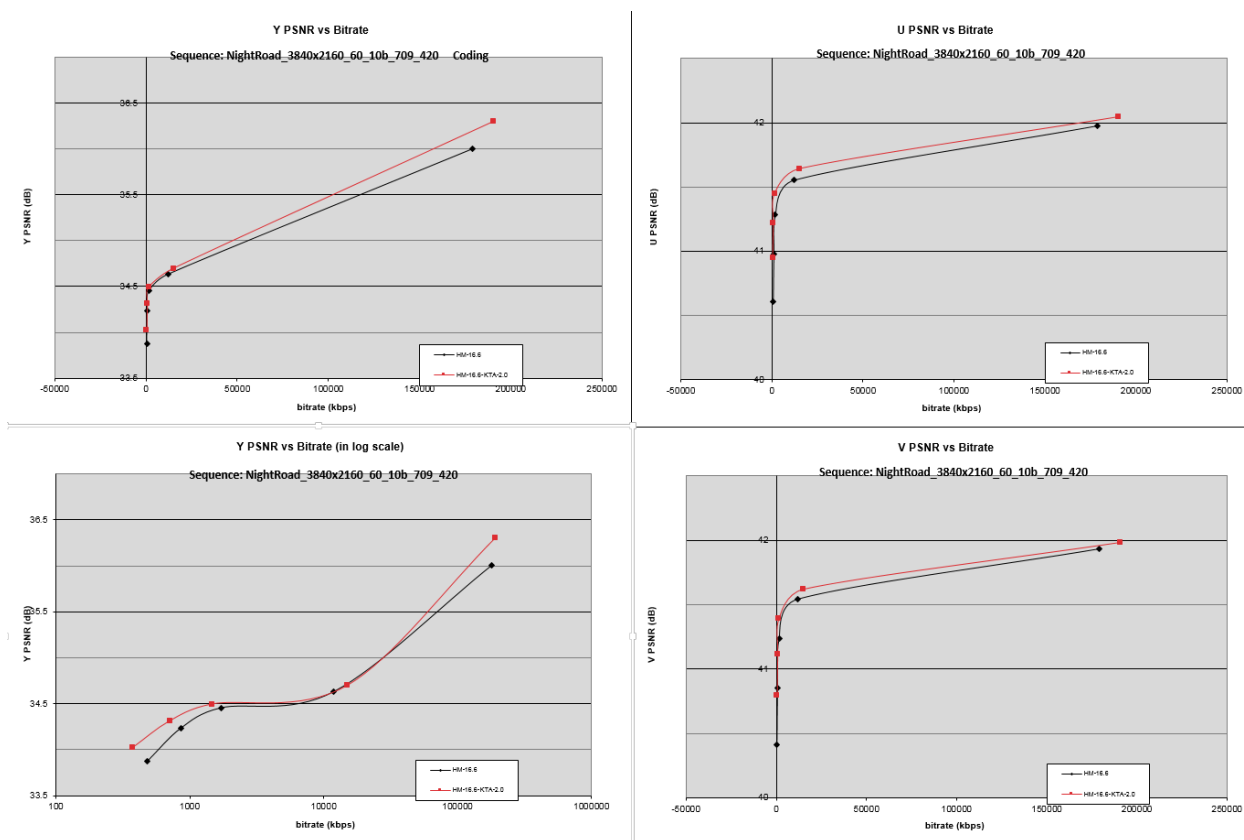 Y PSNR vs Bitrate
Sequence: NightRoad_3840x2160_60_10b_709_420 Coding
36.5
35.5
34.5
33.5
Y PSNR (dB)
-50000 0 50000 100000 150000 200000 250000
bitrate (kbps)
HM-16.6
HM-16.6-KTA-2.0
U PSNR vs Bitrate
Sequence: NightRoad_3840x2160_60_10b_709_420
42
41
40
U PSNR (dB)
-50000 0 50000 100000 150000 200000 250000
bitrate (kbps)
HM-16.6
HM-16.6-KTA-2.0
Y PSNR vs Bitrate (in log scale)
Sequence: NightRoad_3840x2160_60_10b_709_420
36.5
35.5
34.5
33.5
Y PSNR (dB)
100 1000 10000 100000 1000000
bitrate (kbps)
HM-16.6
HM-16.6-KTA-2.0
V PSNR vs Bitrate
Sequence: NightRoad_3840x2160_60_10b_709_420
42
41
40
V PSNR (dB)
-50000 0 50000 100000 150000 200000 250000
bitrate (kbps)
HM-16.6
HM-16.6-KTA-2.0